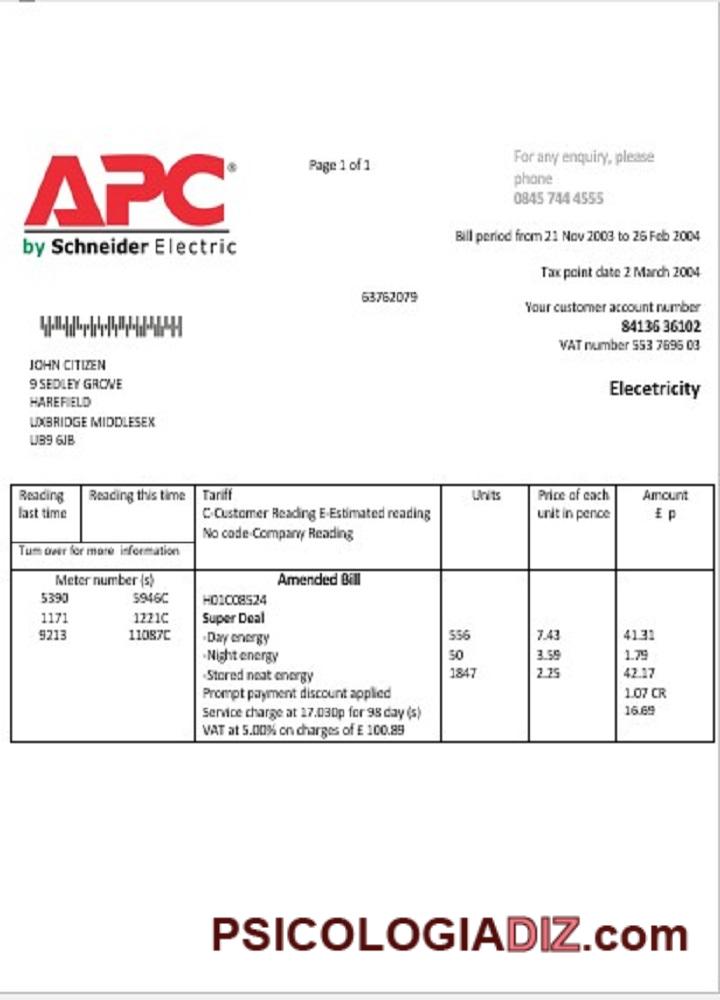 APC®
by Schneider Electric
Page 1 of 1
For any enquiry, please
phone
0845 744 4555
Bill period from 21 Nov 2003 to 26 Feb 2004
Tax point date 2 March 2004
63762079
Your customer account number
84136 36102
VAT number 553 7696 03
Elecetricity
JOHN CITIZEN
9 SEDLEY GROVE
HAREFIELD
UXBRIDGE MIDDLESEX
UB9 6JB
Reading last time
Reading this time
Turn over for more information
Tariff
C-Customer Reading E-Estimated reading
No code-Company Reading
Units
Price of each
unit in pence
Amount
£ p
Meter number (s)
5390 5946C
1171 1221C
9213 11087C
Amended Bill
H01C08524
Super Deal
-Day energy 556 7.43 41.31
-Night energy 50 3.59 1.79
-Stored neat energy 1847 2.25 42.17
Prompt payment discount applied 1.07 CR
Service charge at 17.030p for 98 day (s) 16.69
VAT at 5.00% on charges of £ 100.89
PSICOLOGIADIZ.com